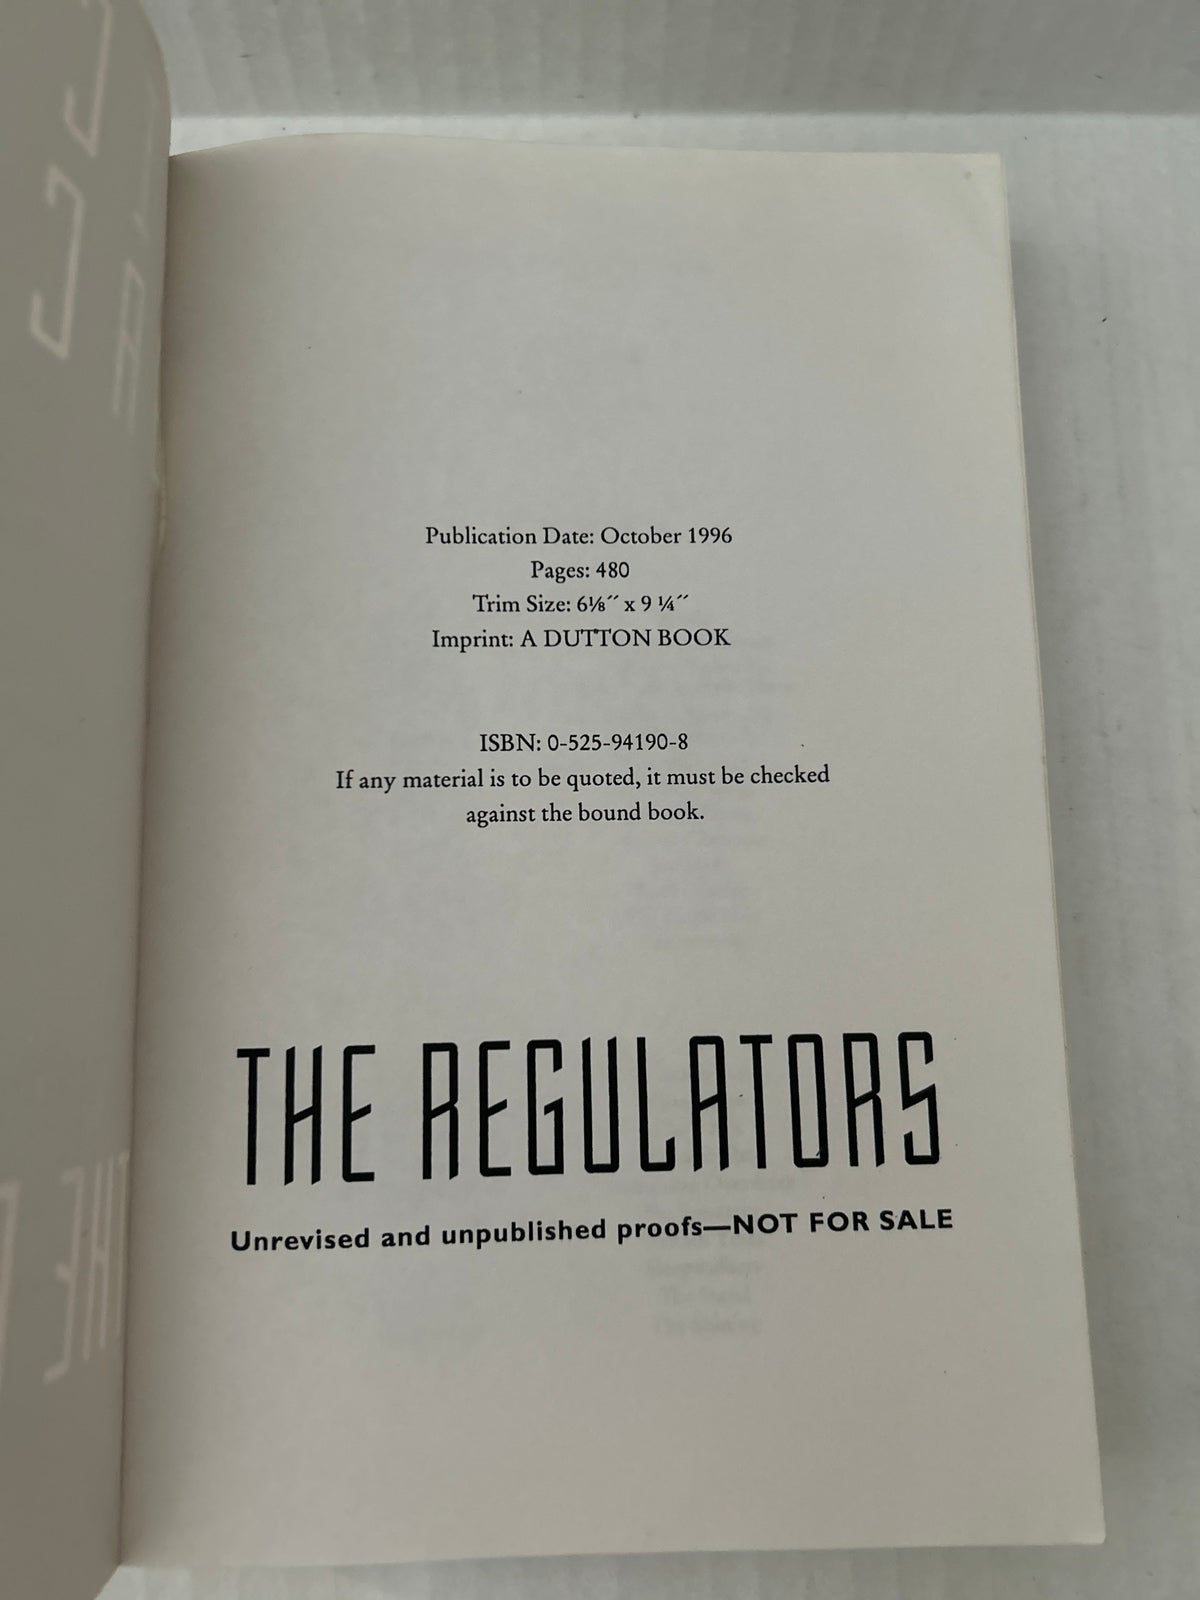 Publication Date: October 1996
Pages: 480
Trim Size: 6⅛˝ x 9 ¼˝
Imprint: A DUTTON BOOK
ISBN: 0-525-94190-8
If any material is to be quoted, it must be checked
against the bound book.
THE REGULATORS
Unrevised and unpublished proofs—NOT FOR SALE